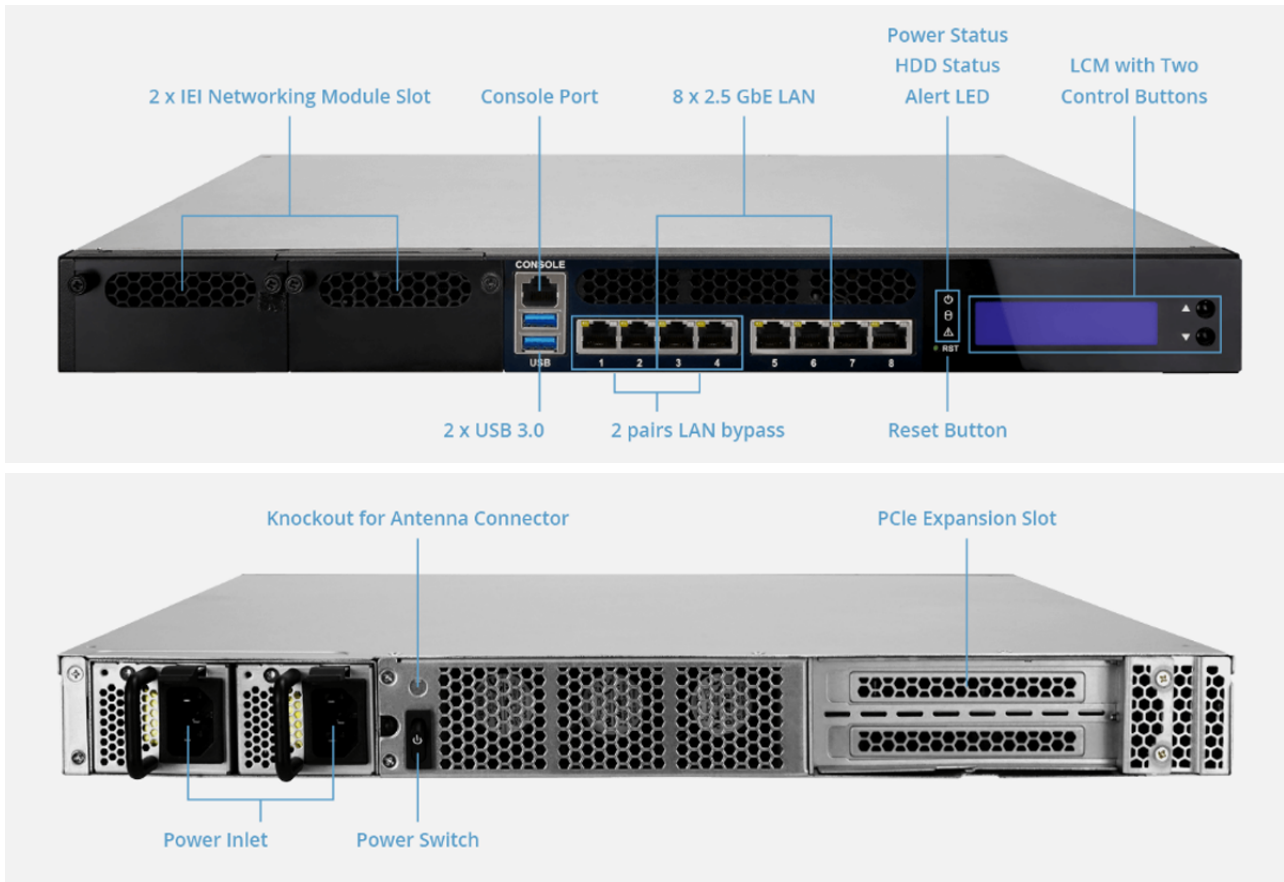 Power Status
HDD Status
Alert LED
LCM with Two
Control Buttons
2 x IEI Networking Module Slot
Console Port
8 x 2.5 GbE LAN
CONSOLE
USB
1 2 3 4
5 6 7 8
RST
2 x USB 3.0
2 pairs LAN bypass
Reset Button
Knockout for Antenna Connector
PCIe Expansion Slot
Power Inlet
Power Switch